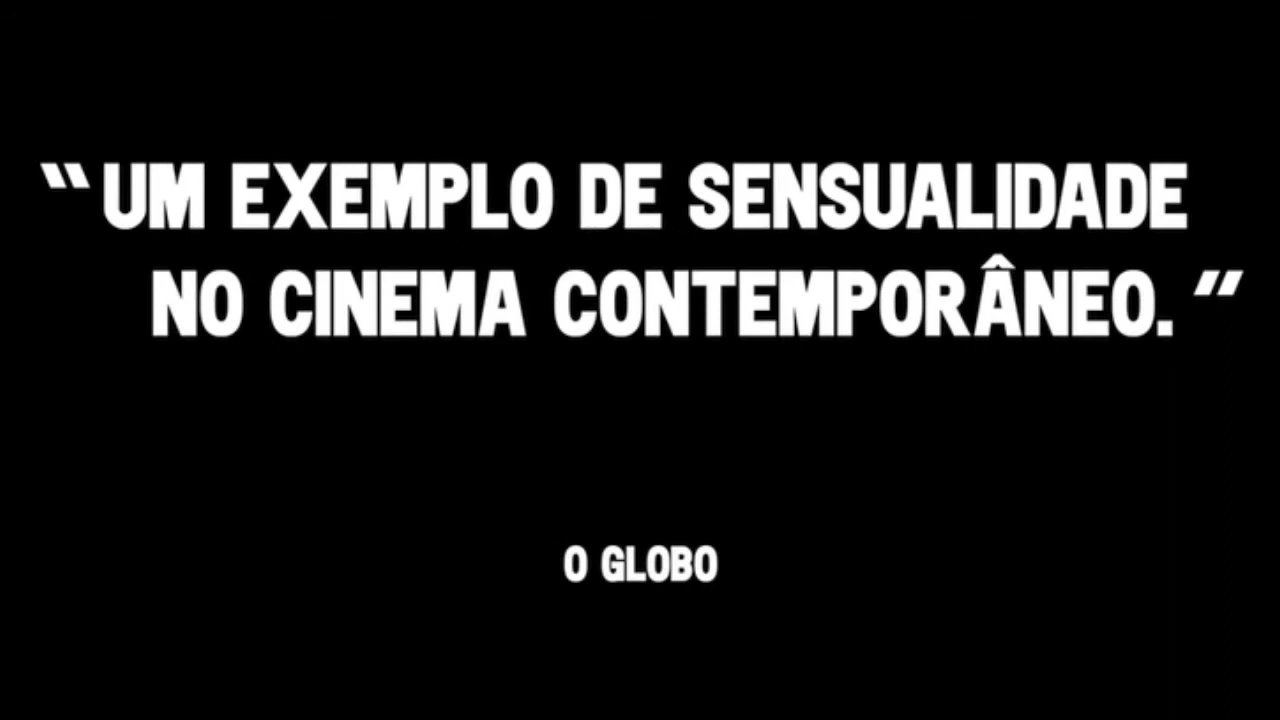 “UM EXEMPLO DE SENSUALIDADE
NO CINEMA CONTEMPORÂNEO.”
O GLOBO